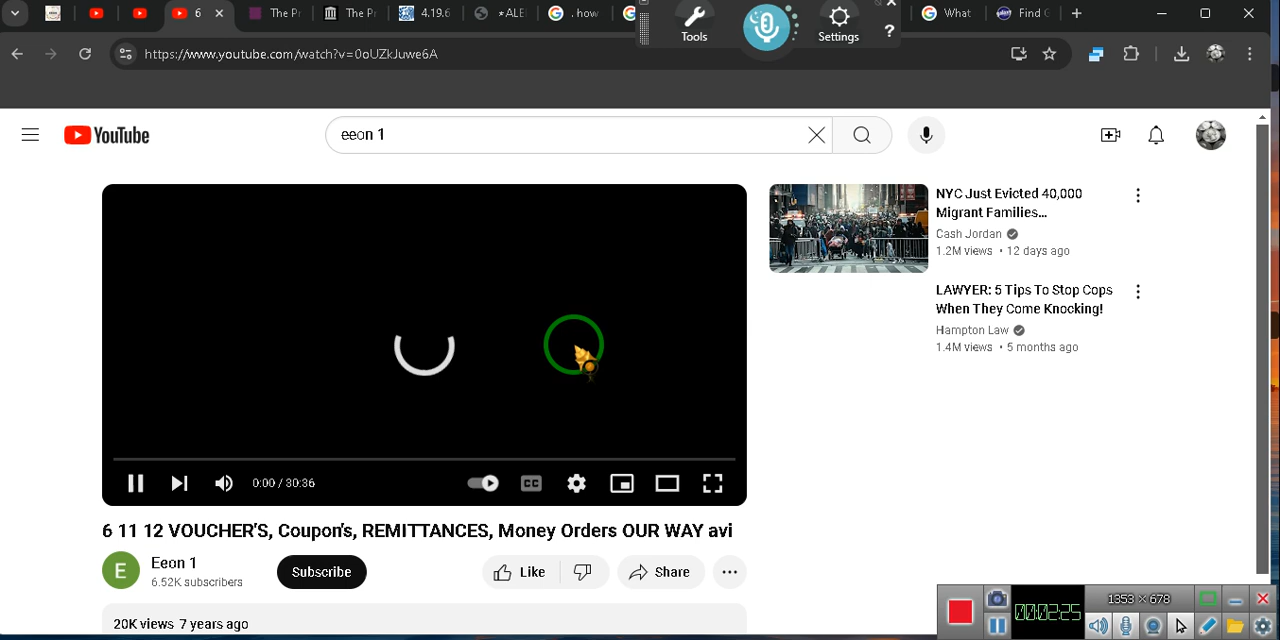 6
The Pr
The Pr
4.19.6
*ALE
. how
What
Find G
Tools
Settings
?
https://www.youtube.com/watch?v=0oUZkJuwe6A
YouTube
eeon 1
NYC Just Evicted 40,000
Migrant Families...
Cash Jordan
1.2M views • 12 days ago
LAWYER: 5 Tips To Stop Cops
When They Come Knocking!
Hampton Law
1.4M views • 5 months ago
0:00 / 30:36
CC
6 11 12 VOUCHER'S, Coupon's, REMITTANCES, Money Orders OUR WAY avi
E
Eeon 1
6.52K subscribers
Subscribe
Like
Share
20K views 7 years ago
1353 × 678
00:02:25